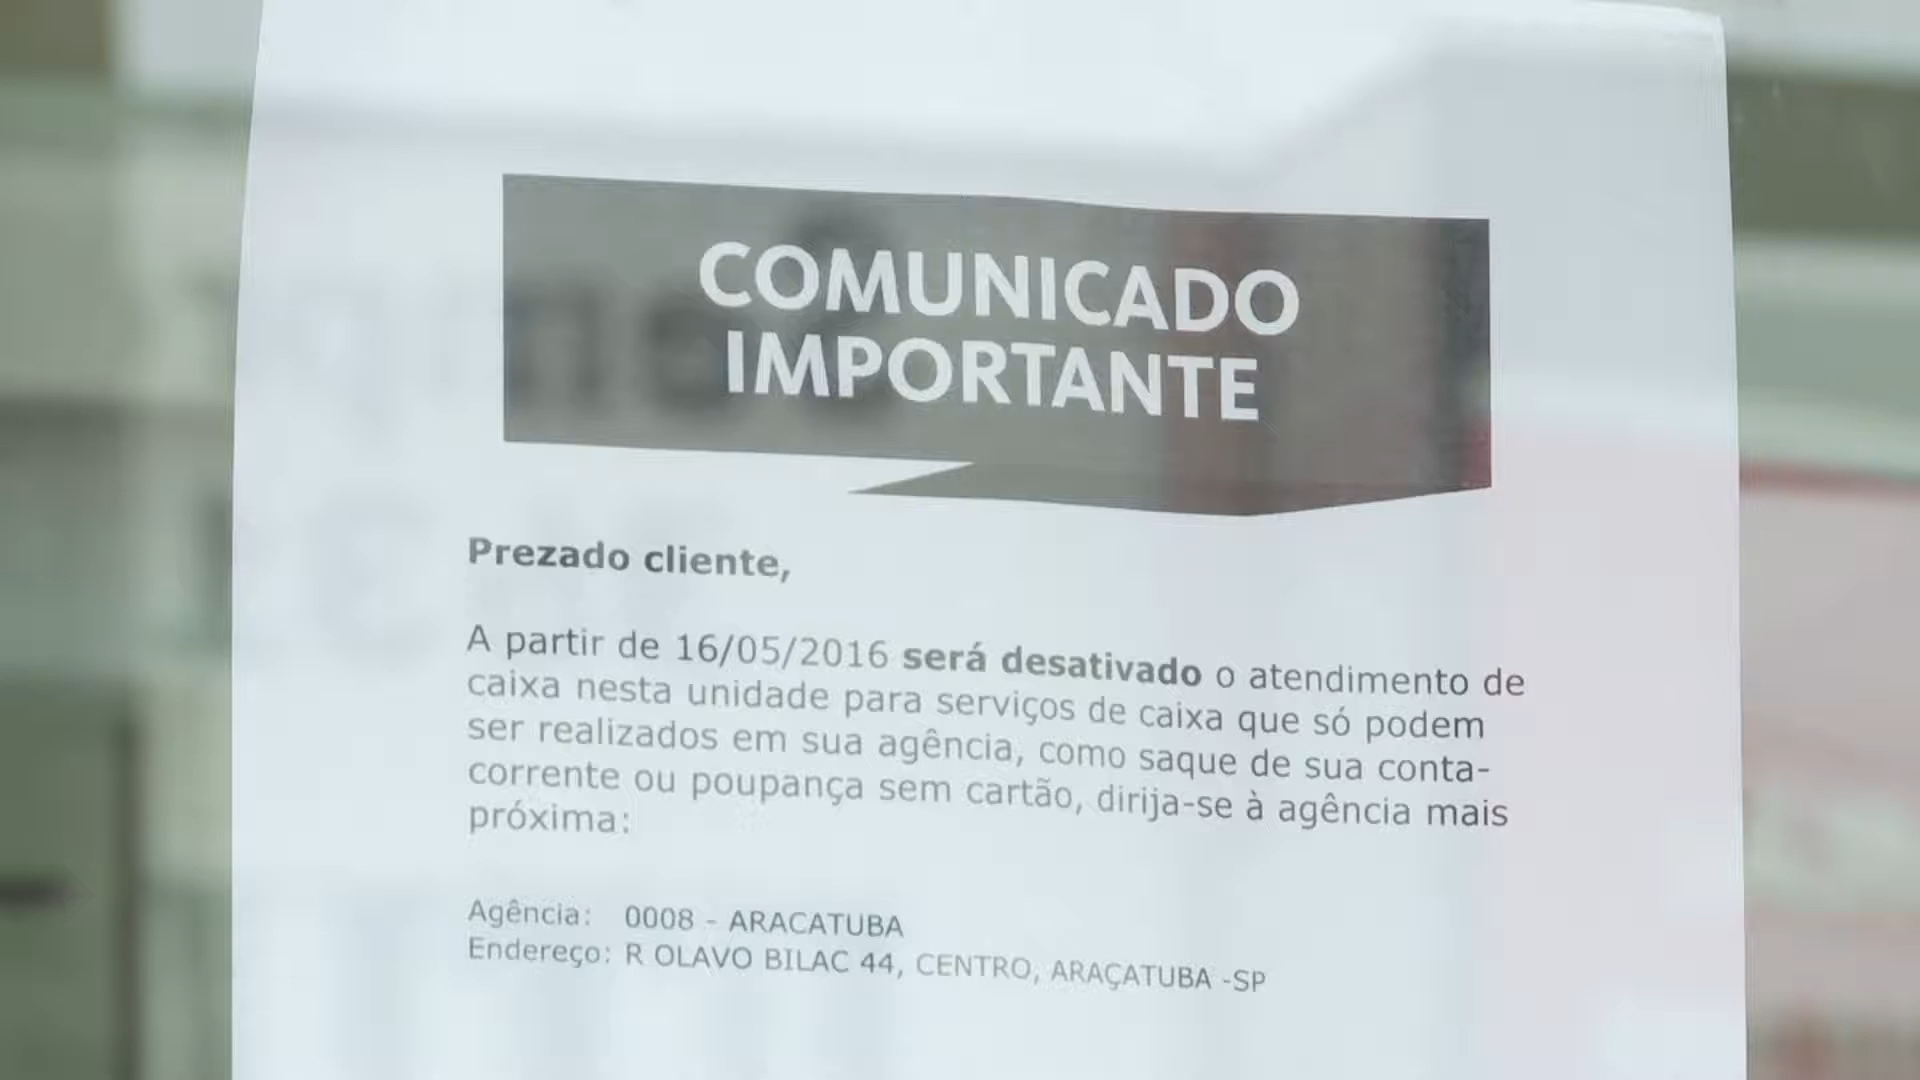 COMUNICADO
IMPORTANTE
Prezado cliente,
A partir de 16/05/2016 será desativado o atendimento de
caixa nesta unidade para serviços de caixa que só podem
ser realizados em sua agência, como saque de sua conta-
corrente ou poupança sem cartão, dirija-se à agência mais
próxima:
Agência: 0008 - ARACATUBA
Endereço: R OLAVO BILAC 44, CENTRO, ARAÇATUBA -SP